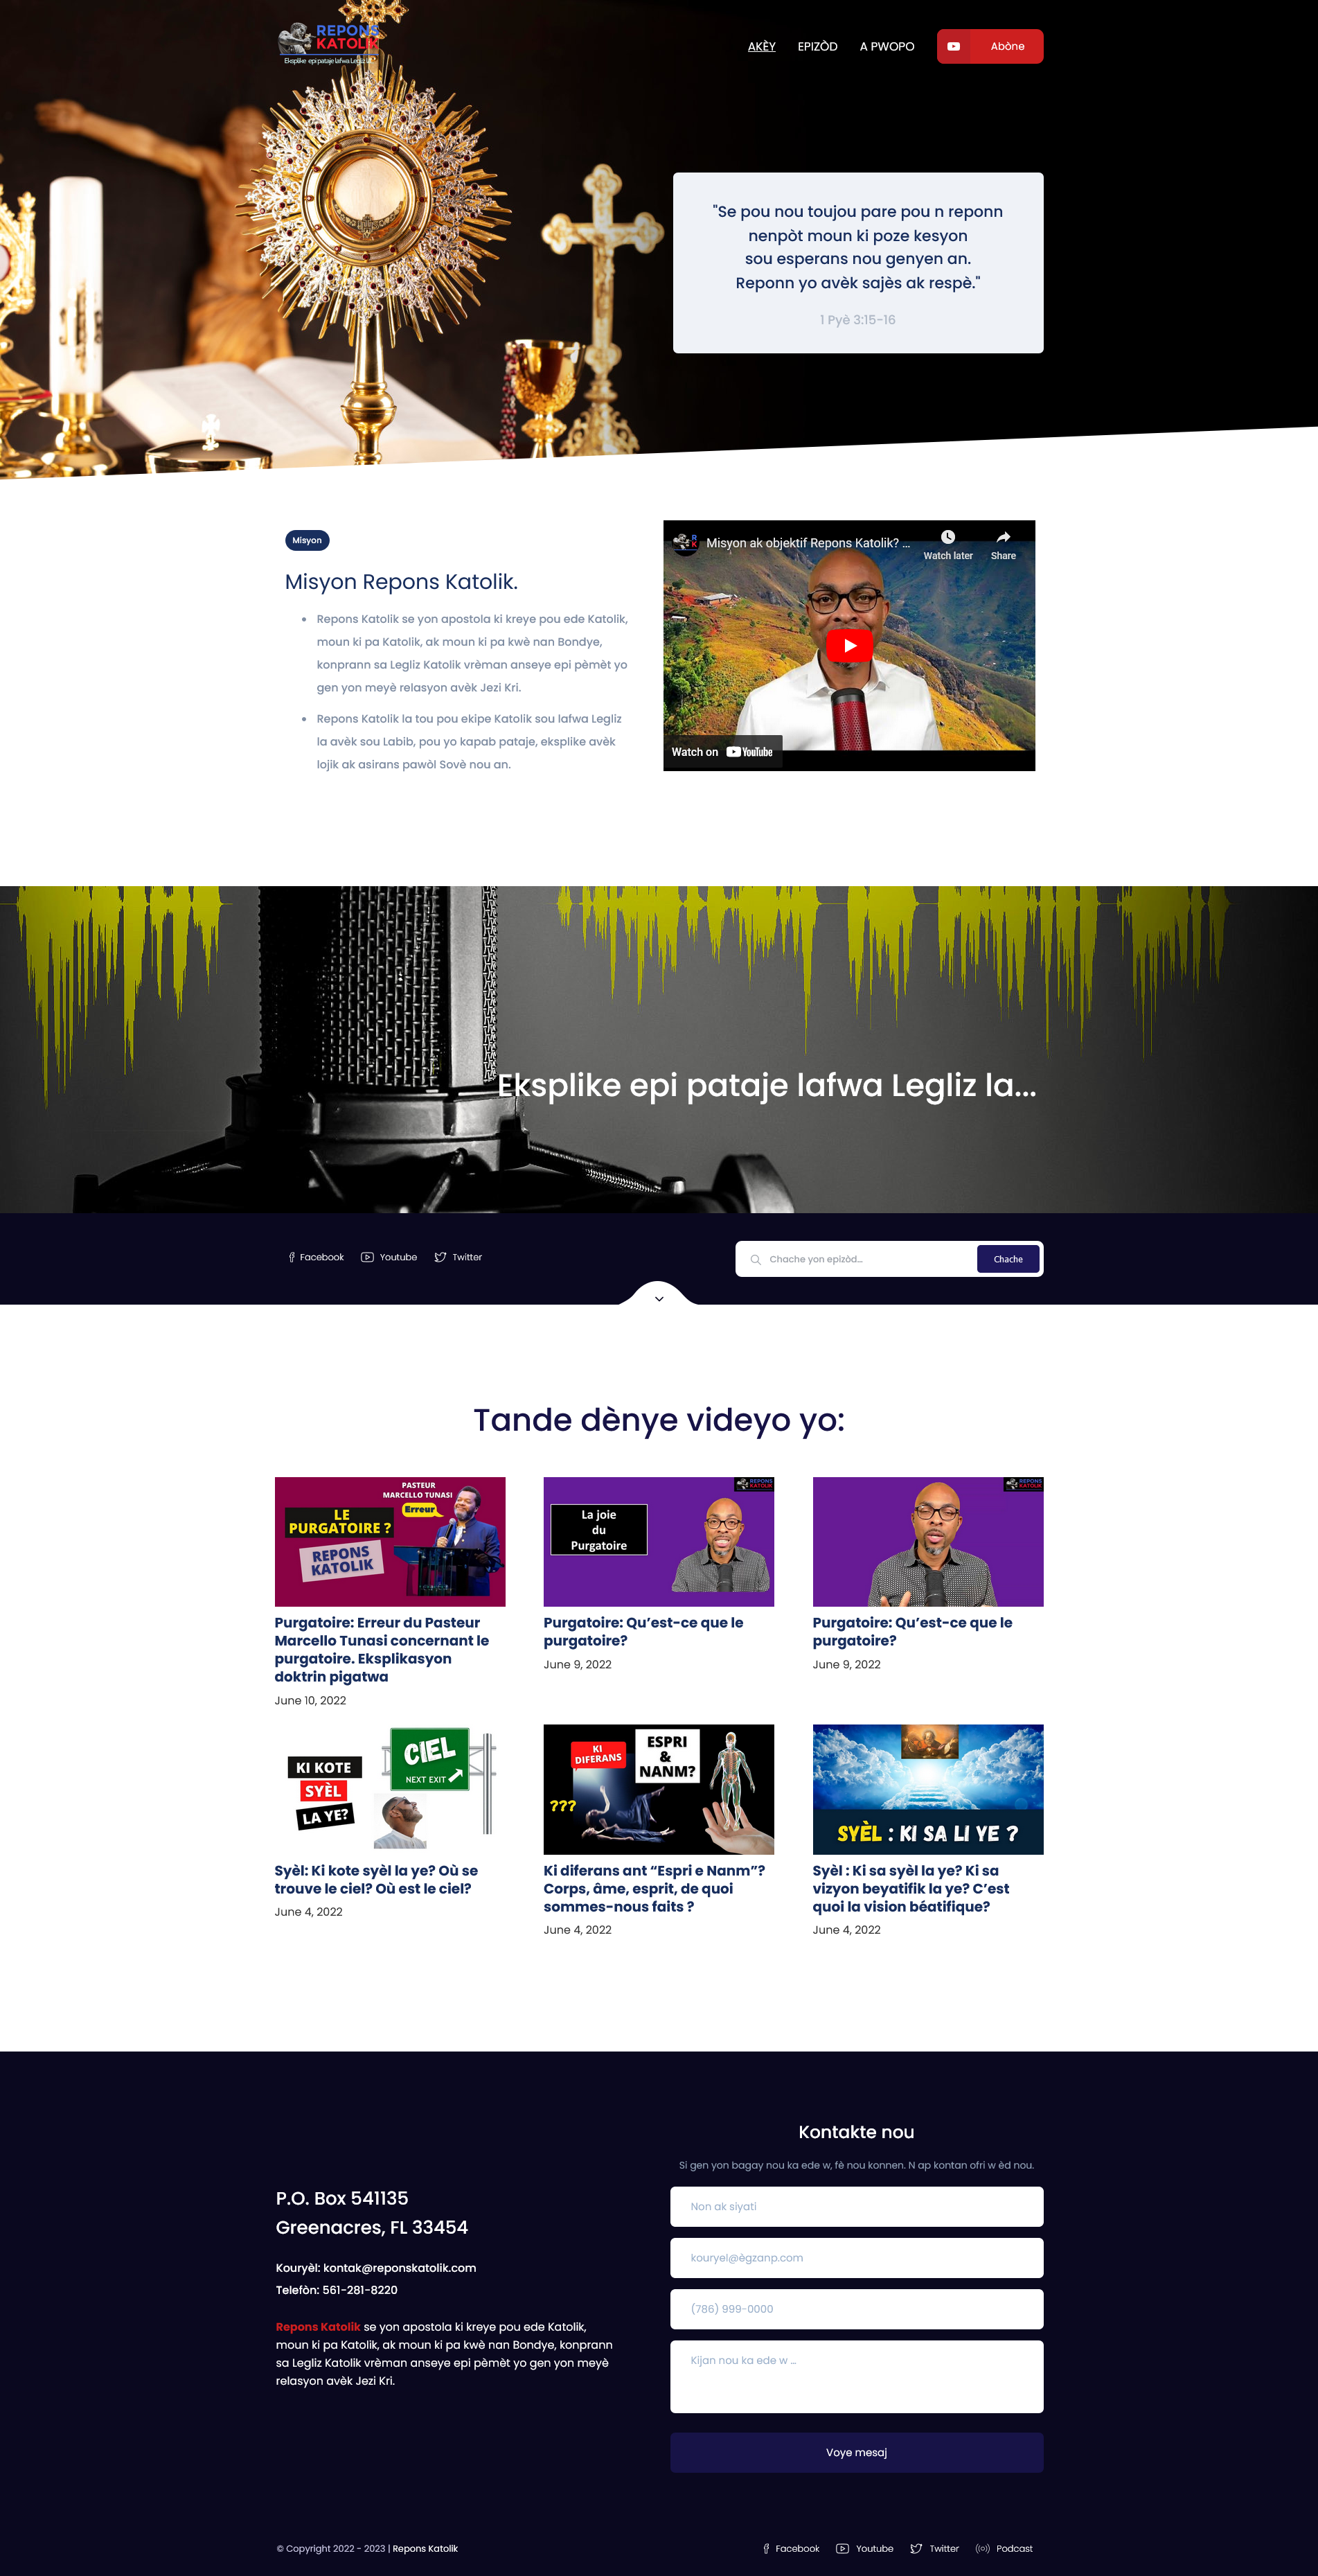 REPONS
KATOLIK
Eksplike epi pataje lafwa Legliz la
AKÈY
EPIZÒD
A PWOPO
Abòne
"Se pou nou toujou pare pou n reponn
nenpòt moun ki poze kesyon
sou esperans nou genyen an.
Reponn yo avèk sajès ak respè."
1 Pyè 3:15-16
Misyon
Misyon Repons Katolik.
Repons Katolik se yon apostola ki kreye pou ede Katolik,
moun ki pa Katolik, ak moun ki pa kwè nan Bondye,
konprann sa Legliz Katolik vrèman anseye epi pèmèt yo
gen yon meyè relasyon avèk Jezi Kri.
Repons Katolik la tou pou ekipe Katolik sou lafwa Legliz
la avèk sou Labib, pou yo kapab pataje, eksplike avèk
lojik ak asirans pawòl Sovè nou an.
R
K
Misyon ak objektif Repons Katolik? ...
Watch later
Share
Watch on YouTube
Eksplike epi pataje lafwa Legliz la...
Facebook
Youtube
Twitter
Chache yon epizòd...
Chache
Tande dènye videyo yo:
PASTEUR
MARCELLO TUNASI
Erreur
LE
PURGATOIRE ?
REPONS
KATOLIK
Purgatoire: Erreur du Pasteur
Marcello Tunasi concernant le
purgatoire. Eksplikasyon
doktrin pigatwa
June 10, 2022
REPONS
KATOLIK
La joie
du
Purgatoire
Purgatoire: Qu’est-ce que le
purgatoire?
June 9, 2022
REPONS
KATOLIK
Purgatoire: Qu’est-ce que le
purgatoire?
June 9, 2022
KI KOTE
SYÈL
LA YE?
CIEL
NEXT EXIT
Syèl: Ki kote syèl la ye? Où se
trouve le ciel? Où est le ciel?
June 4, 2022
KI
DIFERANS
ESPRI
&
NANM?
???
Ki diferans ant “Espri e Nanm”?
Corps, âme, esprit, de quoi
sommes-nous faits ?
June 4, 2022
SYÈL : KI SA LI YE ?
Syèl : Ki sa syèl la ye? Ki sa
vizyon beyatifik la ye? C’est
quoi la vision béatifique?
June 4, 2022
P.O. Box 541135
Greenacres, FL 33454
Kouryèl: kontak@reponskatolik.com
Telefòn: 561-281-8220
Repons Katolik se yon apostola ki kreye pou ede Katolik,
moun ki pa Katolik, ak moun ki pa kwè nan Bondye, konprann
sa Legliz Katolik vrèman anseye epi pèmèt yo gen yon meyè
relasyon avèk Jezi Kri.
Kontakte nou
Si gen yon bagay nou ka ede w, fè nou konnen. N ap kontan ofri w èd nou.
Non ak siyati
kouryel@ègzanp.com
(786) 999-0000
Kijan nou ka ede w ...
Voye mesaj
© Copyright 2022 - 2023 | Repons Katolik
Facebook
Youtube
Twitter
Podcast